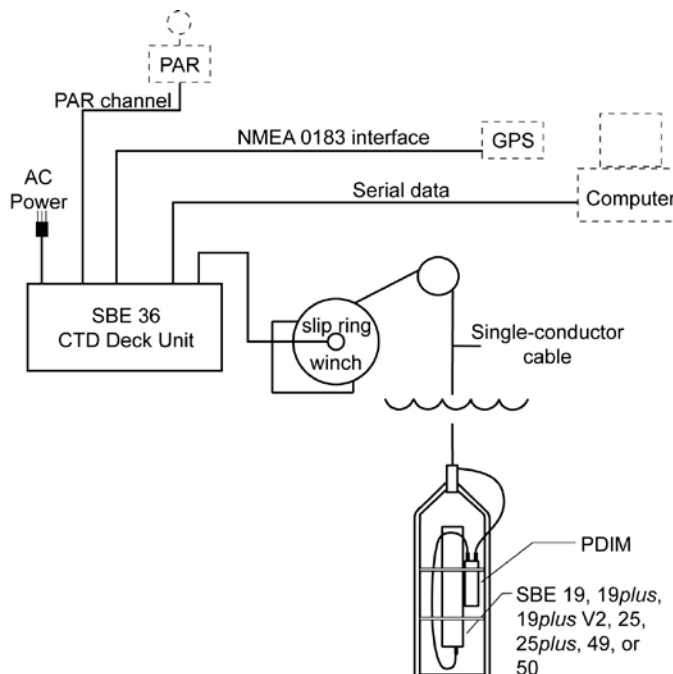 PAR
PAR channel
NMEA 0183 interface
GPS
AC
Power
Serial data
Computer
SBE 36
CTD Deck Unit
slip ring
winch
Single-conductor
cable
PDIM
SBE 19, 19plus,
19plus V2, 25,
25plus, 49, or
50